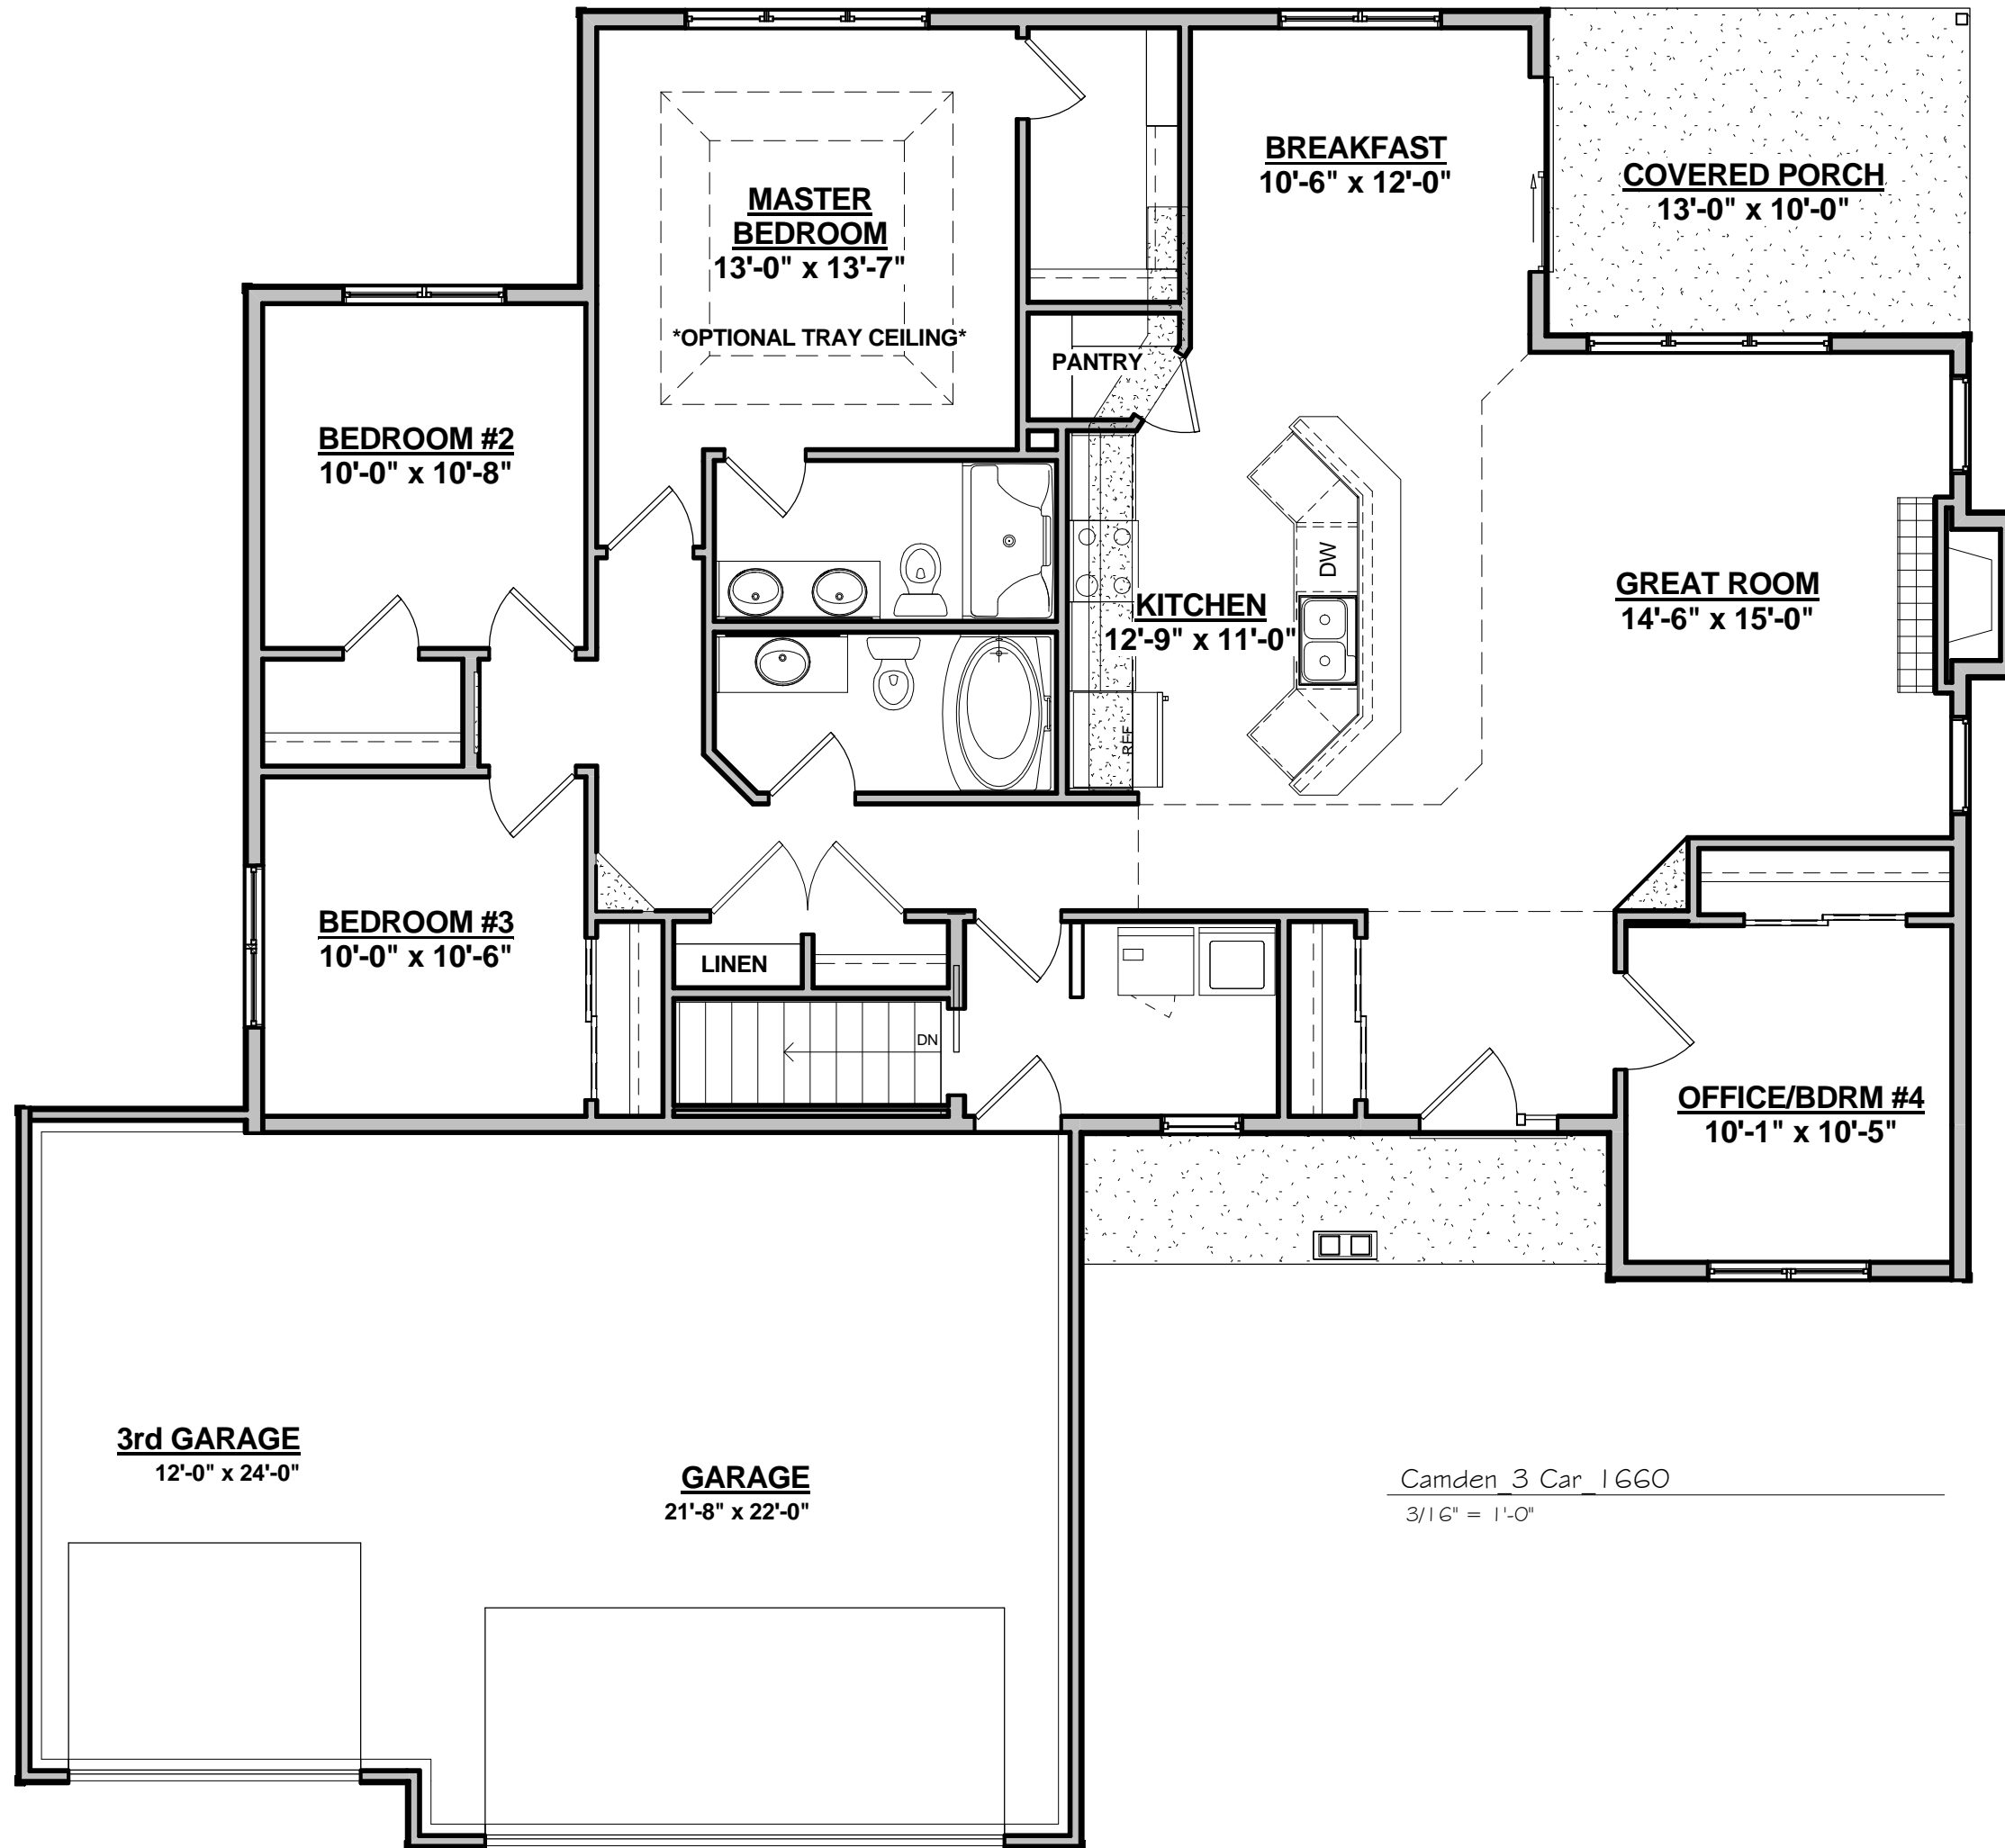 BREAKFAST
10'-6" x 12'-0"
COVERED PORCH
13'-0" x 10'-0"
MASTER
BEDROOM
13'-0" x 13'-7"
*OPTIONAL TRAY CEILING*
PANTRY
BEDROOM #2
10'-0" x 10'-8"
DW
KITCHEN
12'-9" x 11'-0"
GREAT ROOM
14'-6" x 15'-0"
REF
BEDROOM #3
10'-0" x 10'-6"
LINEN
DN
OFFICE/BDRM #4
10'-1" x 10'-5"
3rd GARAGE
12'-0" x 24'-0"
GARAGE
21'-8" x 22'-0"
Camden_3 Car_1660
3/16" = 1'-0"